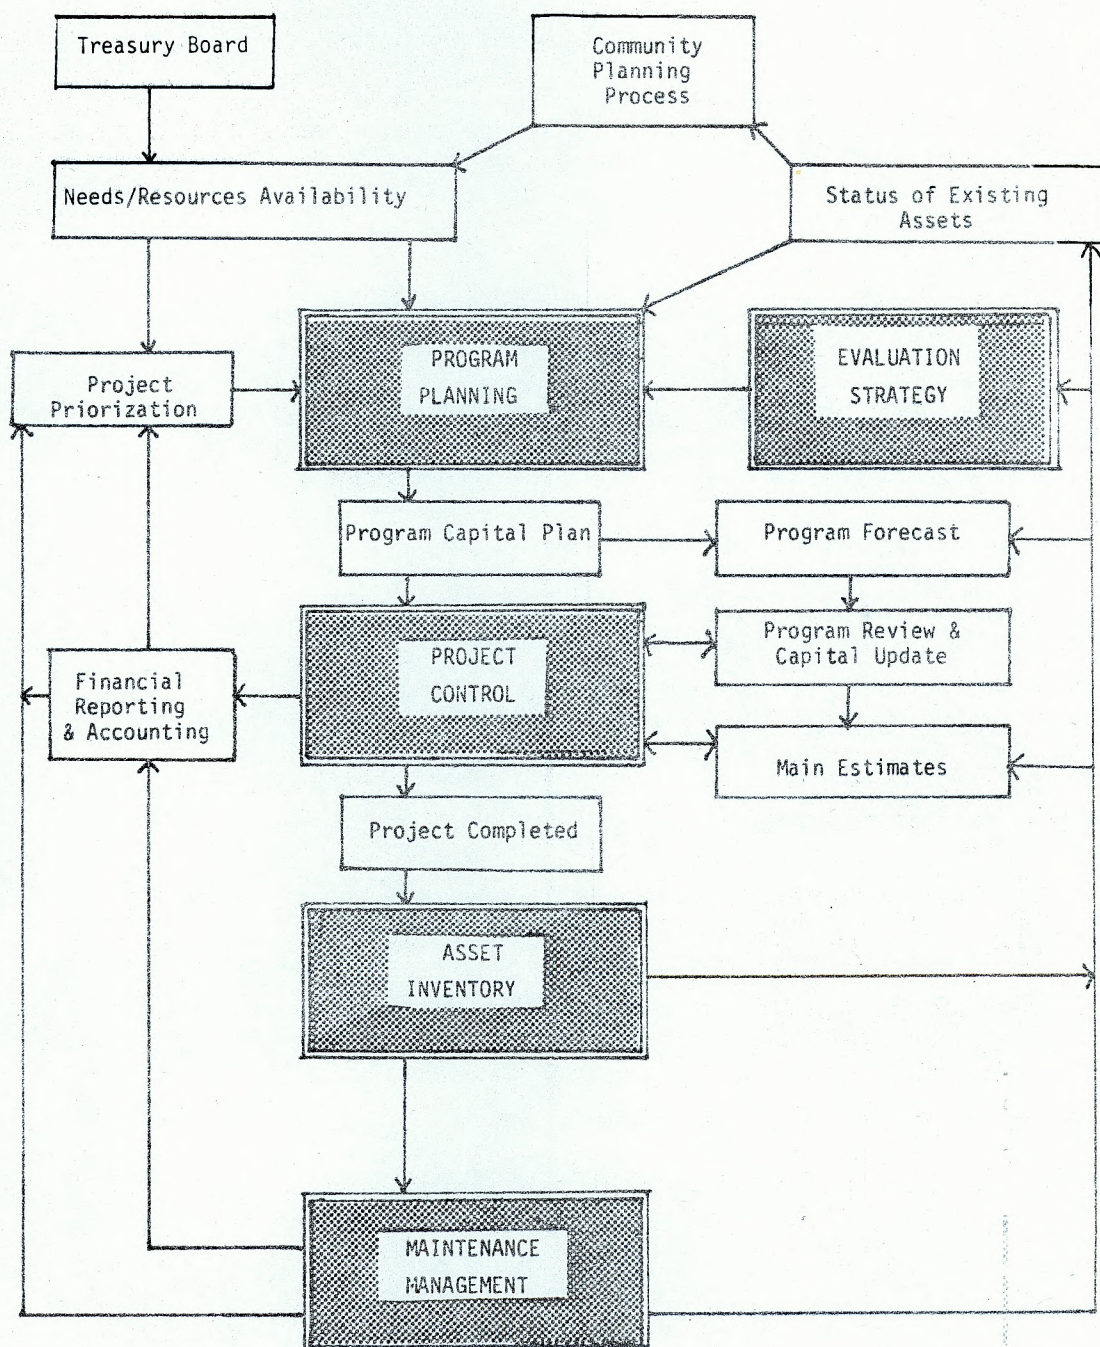 Treasury Board
Community
Planning
Process
Needs/Resources Availability
Status of Existing
Assets
Project
Priorization
PROGRAM
PLANNING
EVALUATION
STRATEGY
Program Capital Plan
Program Forecast
Program Review &
Capital Update
PROJECT
CONTROL
Financial
Reporting
& Accounting
Main Estimates
Project Completed
ASSET
INVENTORY
MAINTENANCE
MANAGEMENT